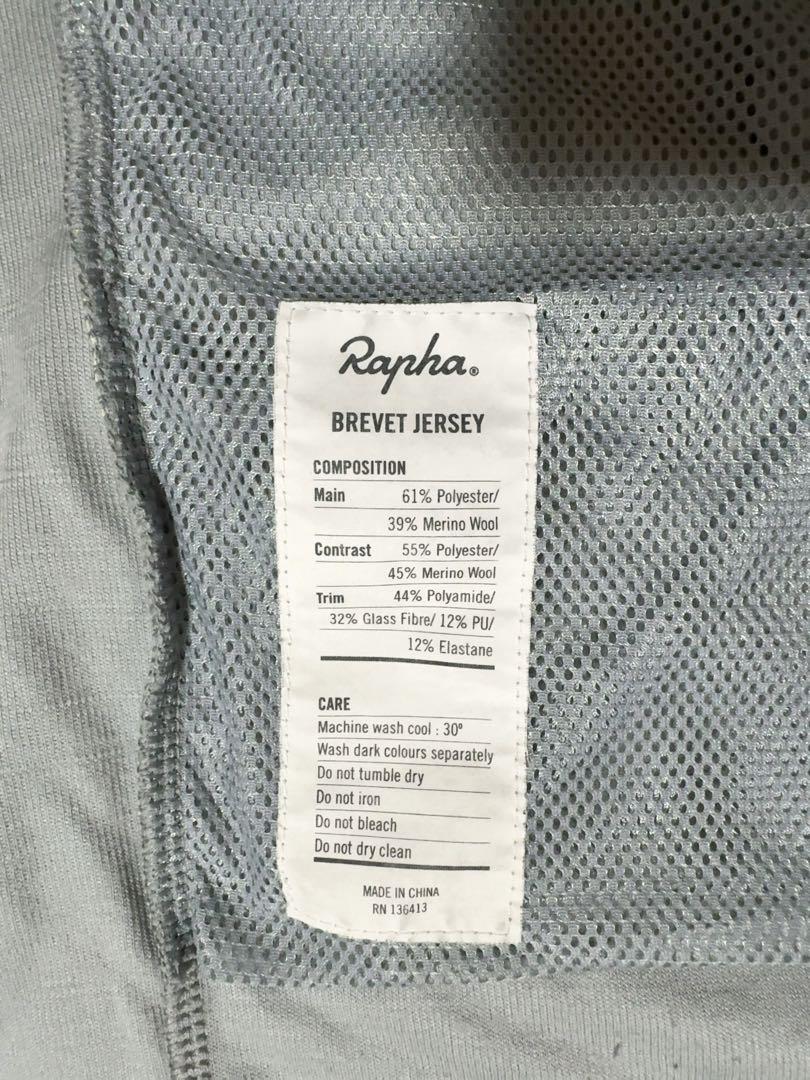 Rapha®
BREVET JERSEY
COMPOSITION
Main 61% Polyester/
39% Merino Wool
Contrast 55% Polyester/
45% Merino Wool
Trim 44% Polyamide/
32% Glass Fibre/ 12% PU/
12% Elastane
CARE
Machine wash cool : 30°
Wash dark colours separately
Do not tumble dry
Do not iron
Do not bleach
Do not dry clean
MADE IN CHINA
RN 136413